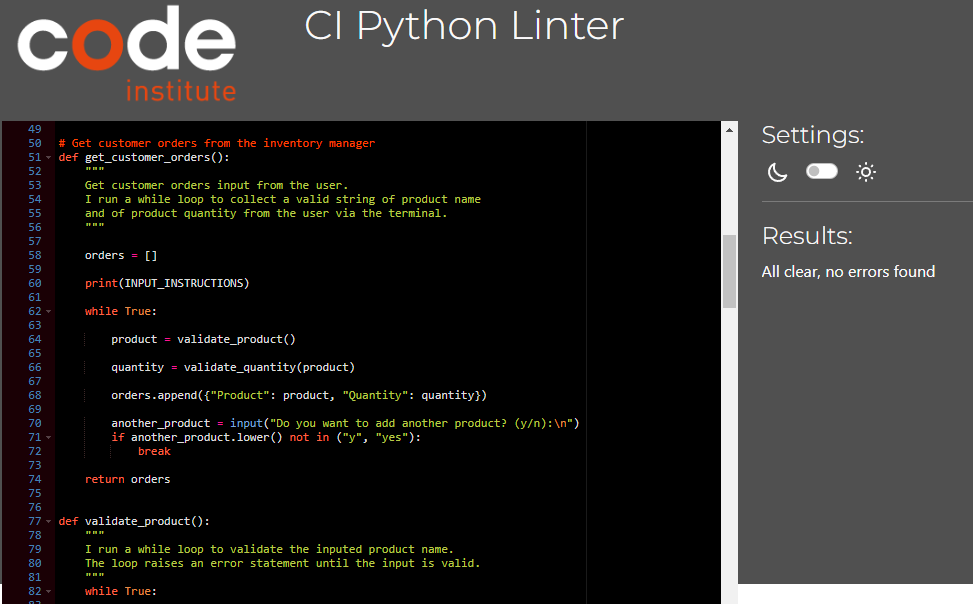 code
institute
CI Python Linter
49
50 # Get customer orders from the inventory manager
51 def get_customer_orders():
52     """
53     Get customer orders input from the user.
54     I run a while loop to collect a valid string of product name
55     and of product quantity from the user via the terminal.
56     """
57
58     orders = []
59
60     print(INPUT_INSTRUCTIONS)
61
62     while True:
63
64         product = validate_product()
65
66         quantity = validate_quantity(product)
67
68         orders.append({"Product": product, "Quantity": quantity})
69
70         another_product = input("Do you want to add another product? (y/n):\n")
71         if another_product.lower() not in ("y", "yes"):
72             break
73
74     return orders
75
76
77 def validate_product():
78     """
79     I run a while loop to validate the inputed product name.
80     The loop raises an error statement until the input is valid.
81     """
82     while True:
Settings:
Results:
All clear, no errors found